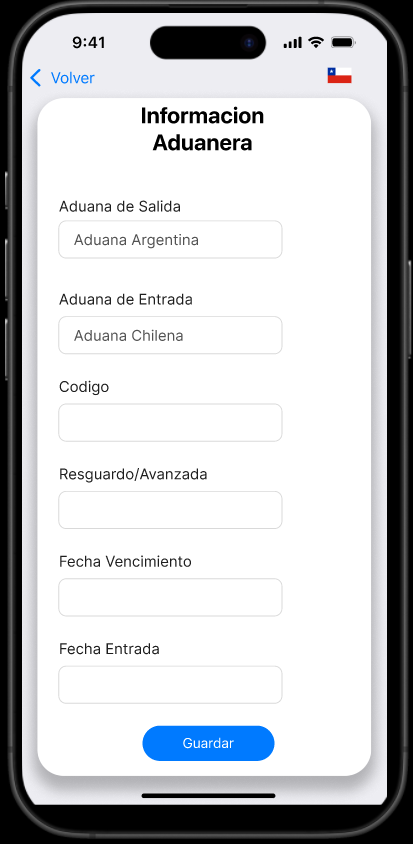 9:41
Volver
Informacion
Aduanera
Aduana de Salida
Aduana Argentina
Aduana de Entrada
Aduana Chilena
Codigo
Resguardo/Avanzada
Fecha Vencimiento
Fecha Entrada
Guardar